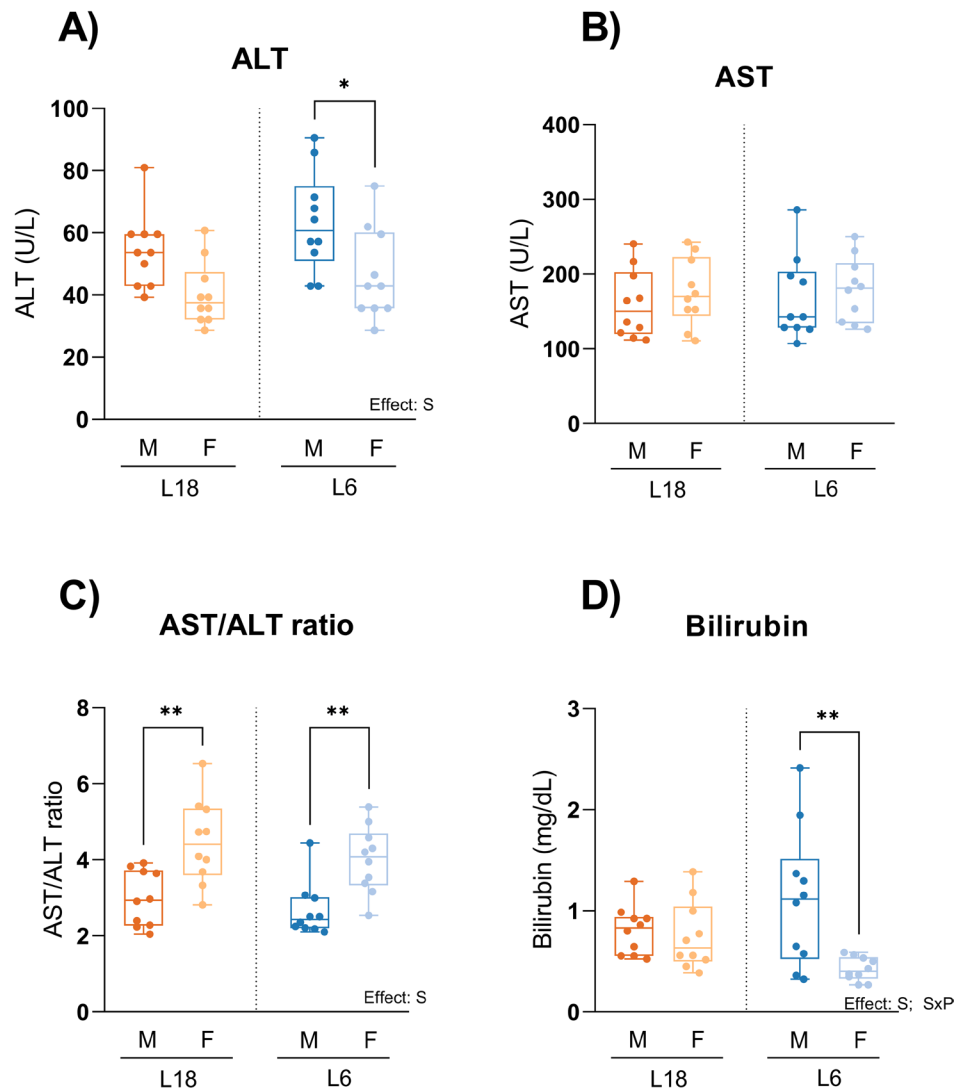 A)
ALT
*
ALT (U/L)
100
80
60
40
20
0
Effect: S
M F M F
L18 L6
B)
AST
AST (U/L)
400
300
200
100
0
M F M F
L18 L6
C)
AST/ALT ratio
** **
AST/ALT ratio
8
6
4
2
0
Effect: S
M F M F
L18 L6
D)
Bilirubin
**
Bilirubin (mg/dL)
3
2
1
0
Effect: S; SxP
M F M F
L18 L6